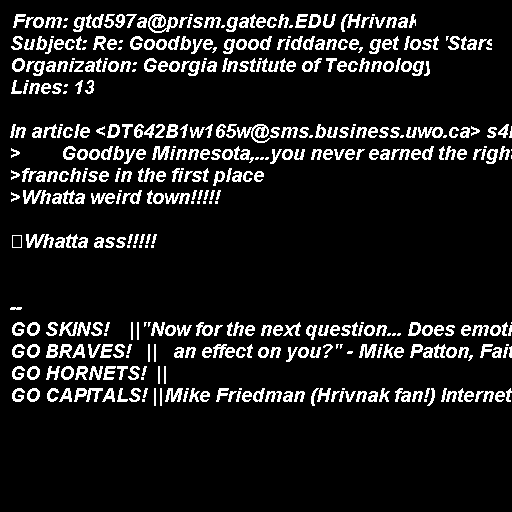 From: gtd597a@prism.gatech.EDU (Hrivnak
Subject: Re: Goodbye, good riddance, get lost 'Stars
Organization: Georgia Institute of Technology
Lines: 13

In article <DT642B1w165w@sms.business.uwo.ca>
>       Goodbye Minnesota,...you never earned the right
>franchise in the first place
>Whatta weird town!!!!!

Whatta ass!!!!!

--
GO SKINS!    ||"Now for the next question... Does
GO BRAVES!   ||   an effect on you?" - Mike Patton,
GO HORNETS!  ||
GO CAPITALS! ||Mike Friedman (Hrivnak fan!) Internet